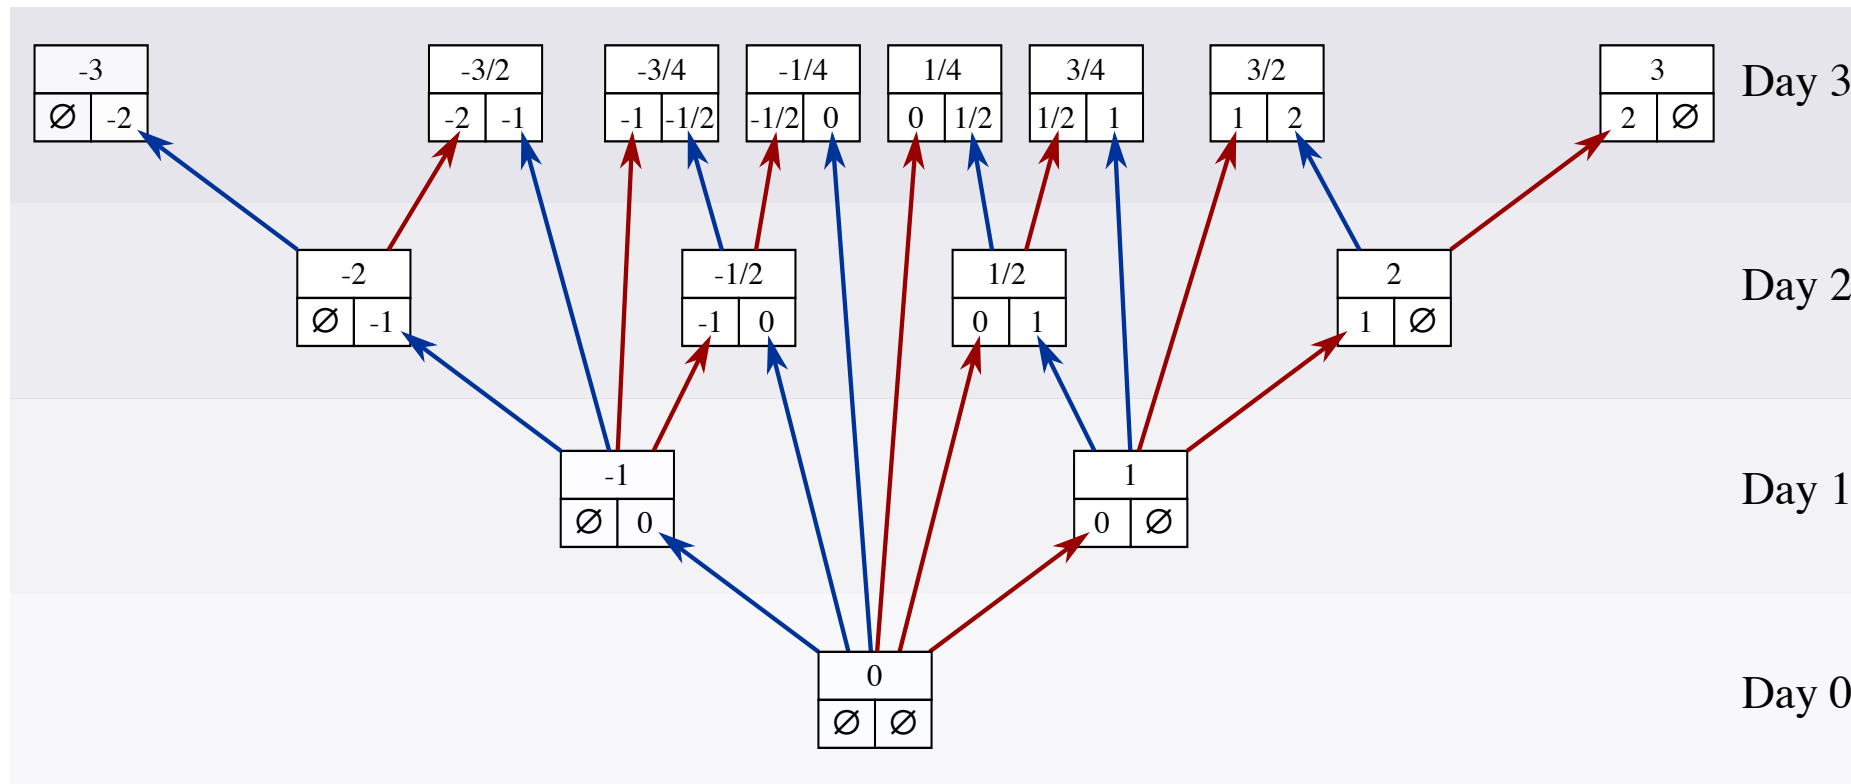 -3 -3/2 -3/4 -1/4 1/4 3/4 3/2 3 Day 3
∅ -2 -2 -1 -1 -1/2 -1/2 0 0 1/2 1/2 1 1 2 2 ∅
-2 -1/2 1/2 2 Day 2
∅ -1 -1 0 0 1 1 ∅
-1 1 Day 1
∅ 0 0 ∅
0 Day 0
∅ ∅